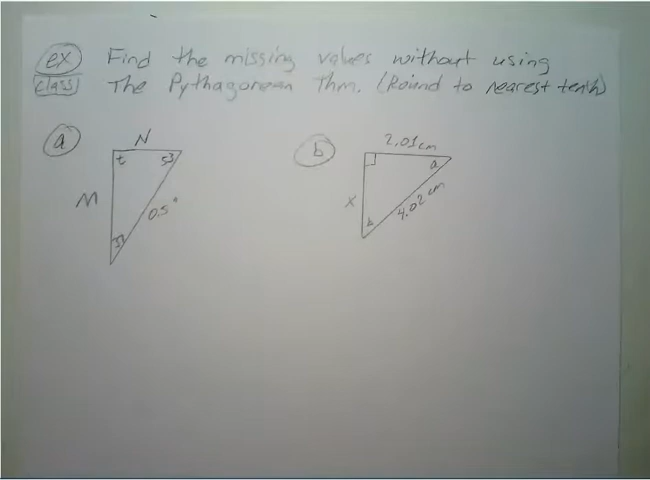 ex Find the missing values without using
class The Pythagorean Thm. (Round to nearest tenth)
a
N
t 53
M
0.5"
b
2.01cm
a
x
4.02 cm
b